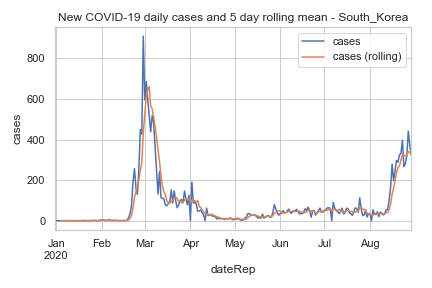 New COVID-19 daily cases and 5 day rolling mean - South_Korea
cases
cases (rolling)
800
600
400
200
0
cases
Jan Feb Mar Apr May Jun Jul Aug
2020
dateRep